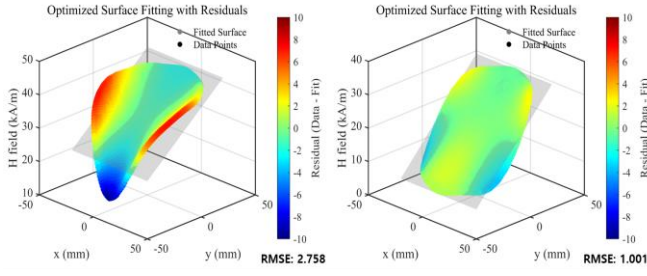 Optimized Surface Fitting with Residuals
Fitted Surface
Data Points
50
40
30
20
10
-50
0
50
-50
0
50
H field (kA/m)
x (mm)
y (mm)
10
8
6
4
2
0
-2
-4
-6
-8
-10
Residual (Data - Fit)
RMSE: 2.758
Optimized Surface Fitting with Residuals
Fitted Surface
Data Points
50
40
30
20
10
0
-50
0
50
-50
0
50
H field (kA/m)
x (mm)
y (mm)
10
8
6
4
2
0
-2
-4
-6
-8
-10
Residual (Data - Fit)
RMSE: 1.001